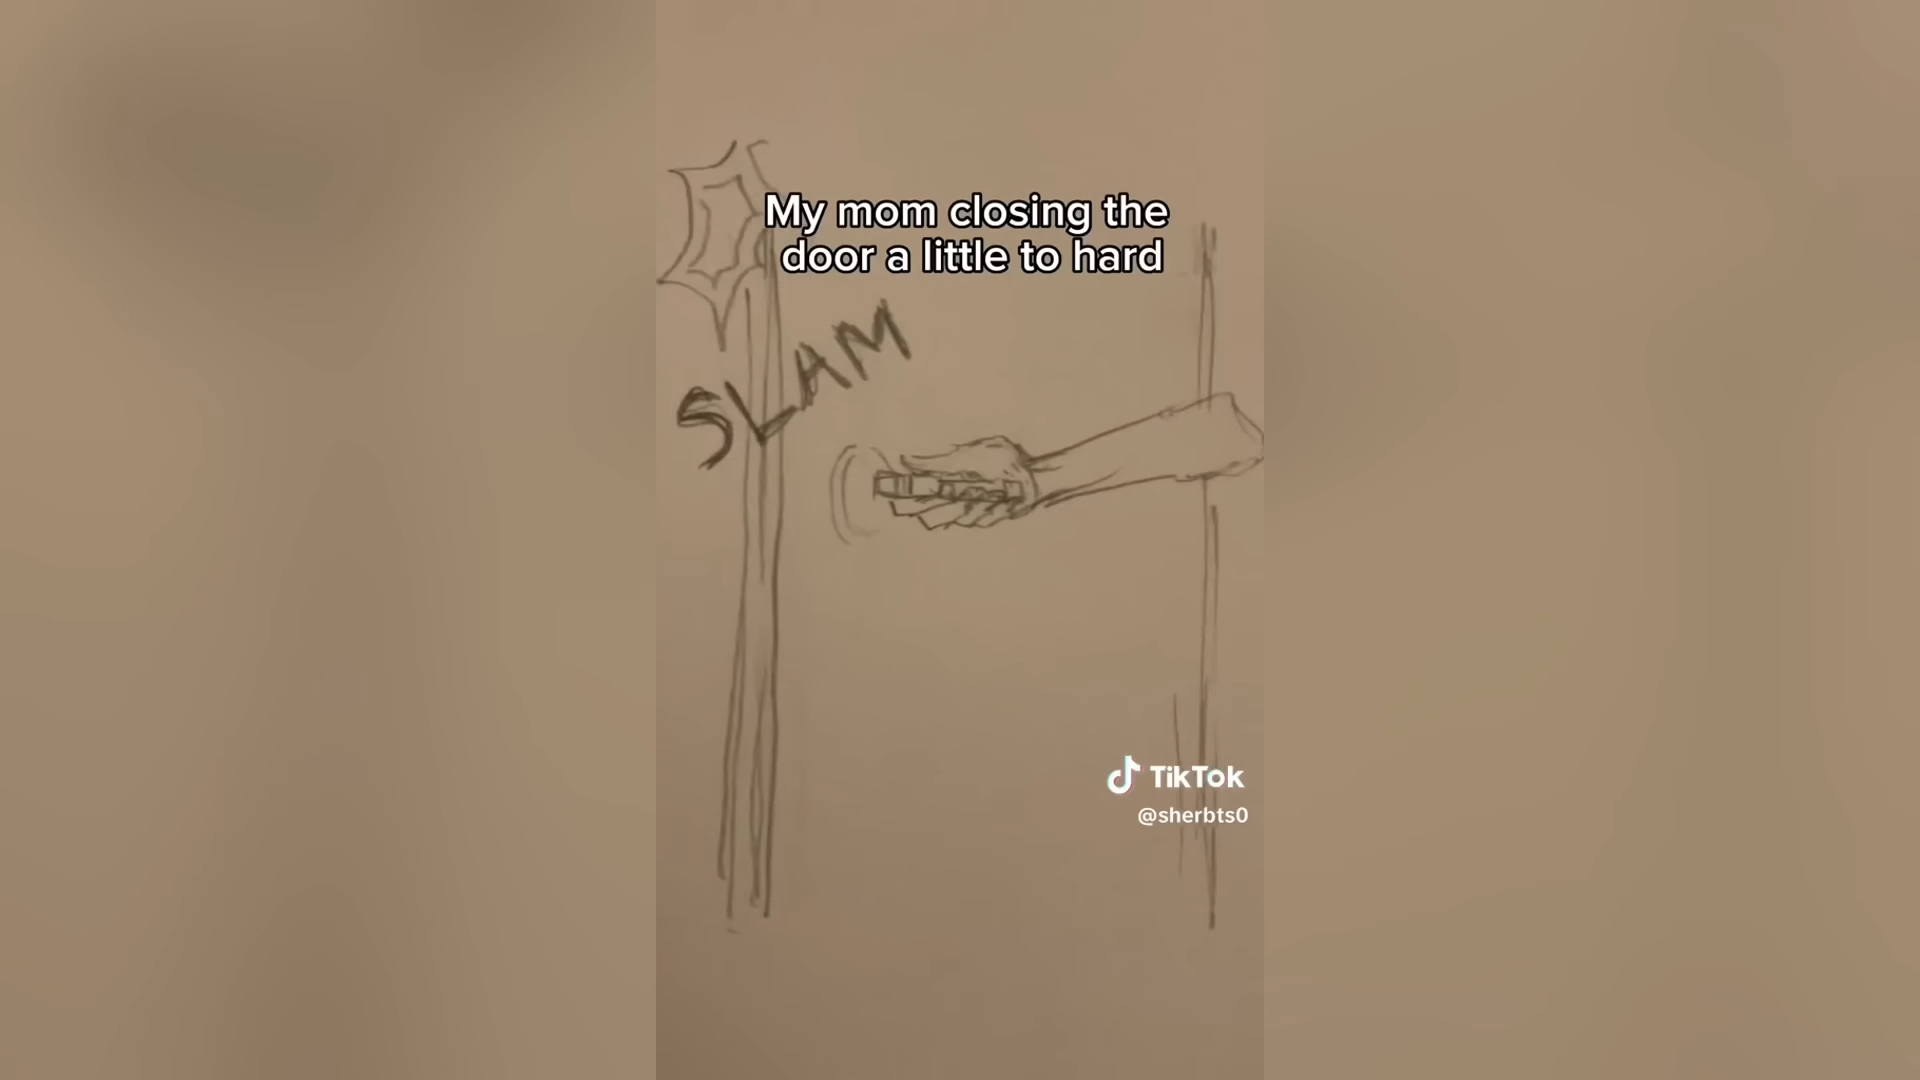 My mom closing the
door a little to hard
SLAM
TikTok
@sherbts0